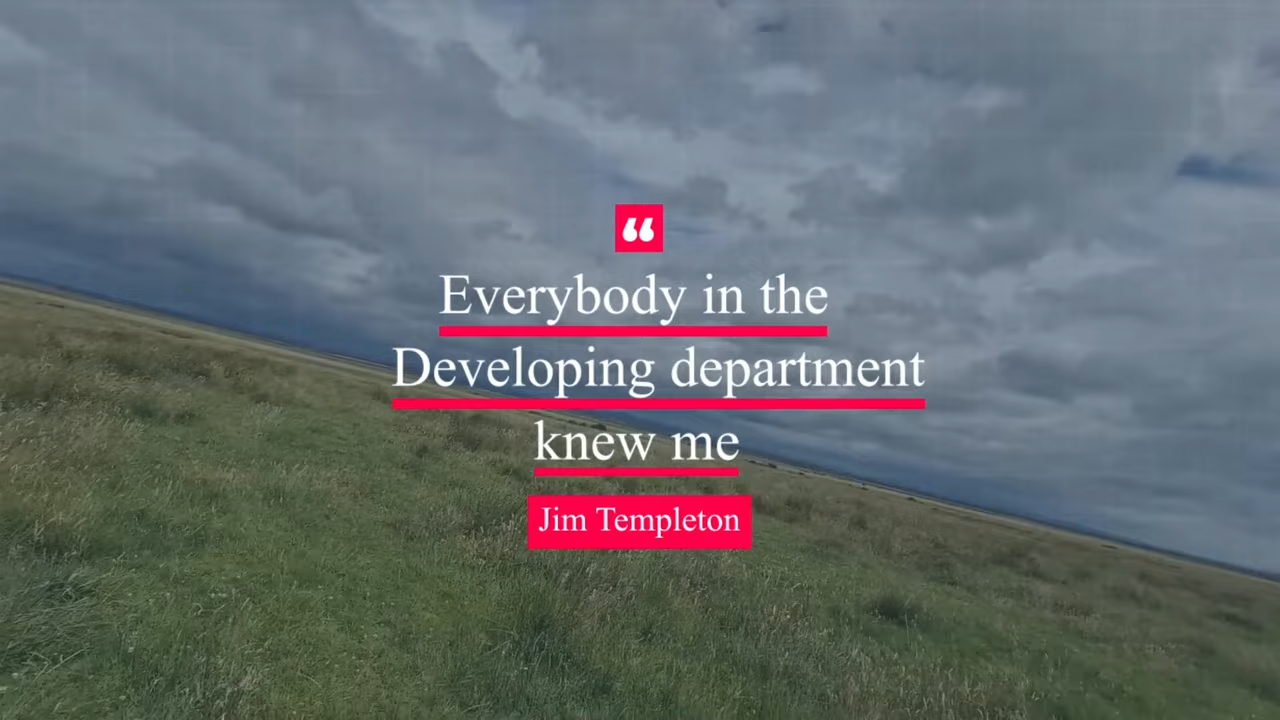 “
Everybody in the
Developing department
knew me
Jim Templeton